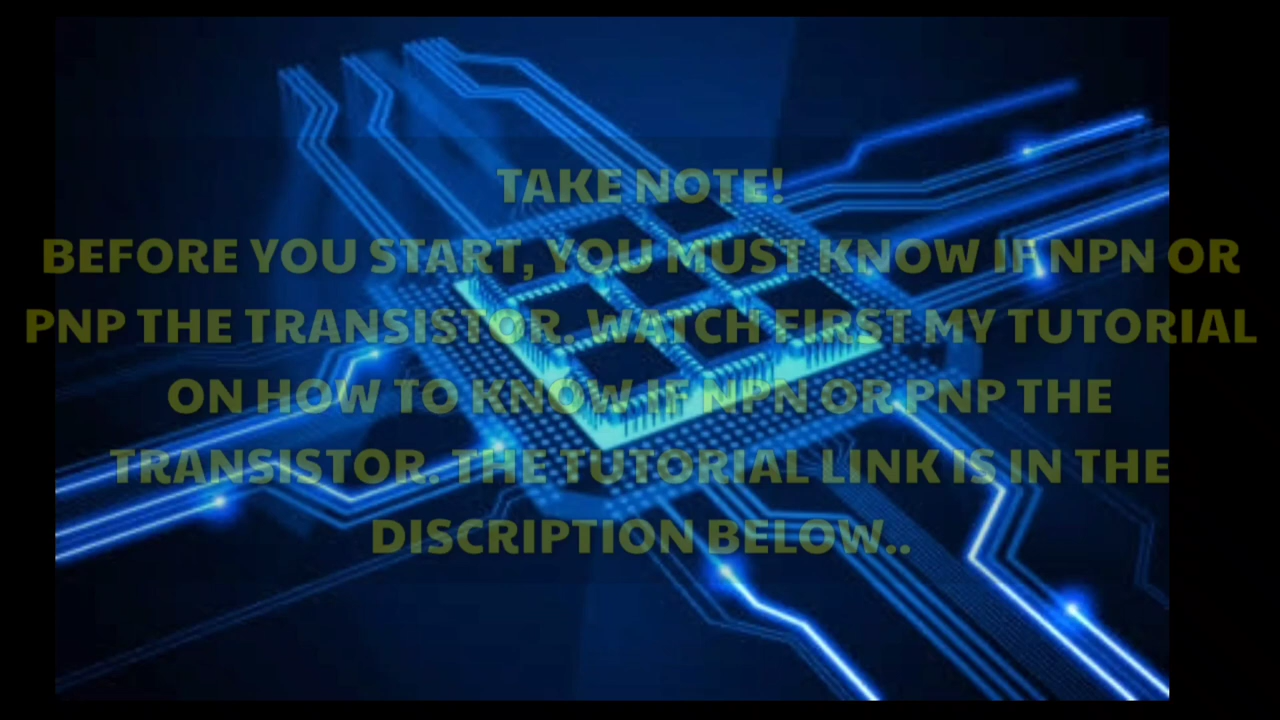 TAKE NOTE!
BEFORE YOU START, YOU MUST KNOW IF NPN OR
PNP THE TRANSISTOR. WATCH FIRST MY TUTORIAL
ON HOW TO KNOW IF NPN OR PNP THE
TRANSISTOR. THE TUTORIAL LINK IS IN THE
DISCRIPTION BELOW..